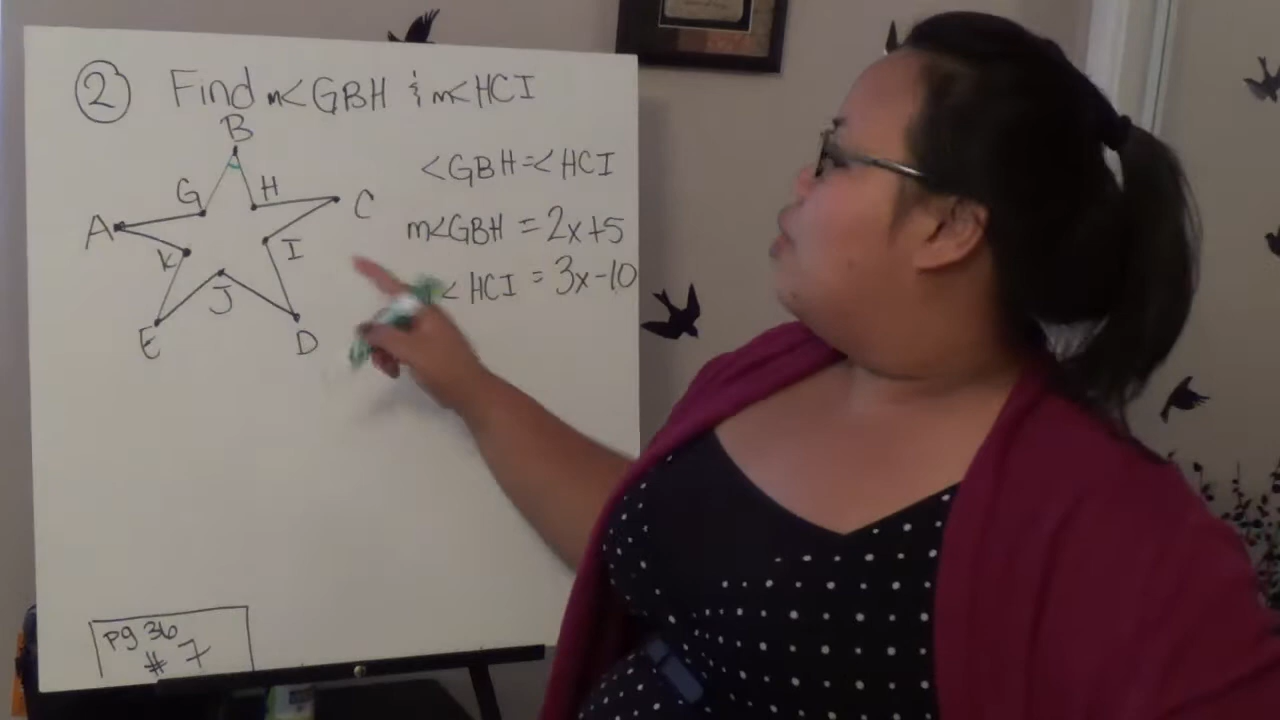 ② Find m<GBH & m<HCI
B
G H
A C
K I
J
E D
<GBH=<HCI
m<GBH = 2x+5
< HCI = 3x-10
pg 36
# 7